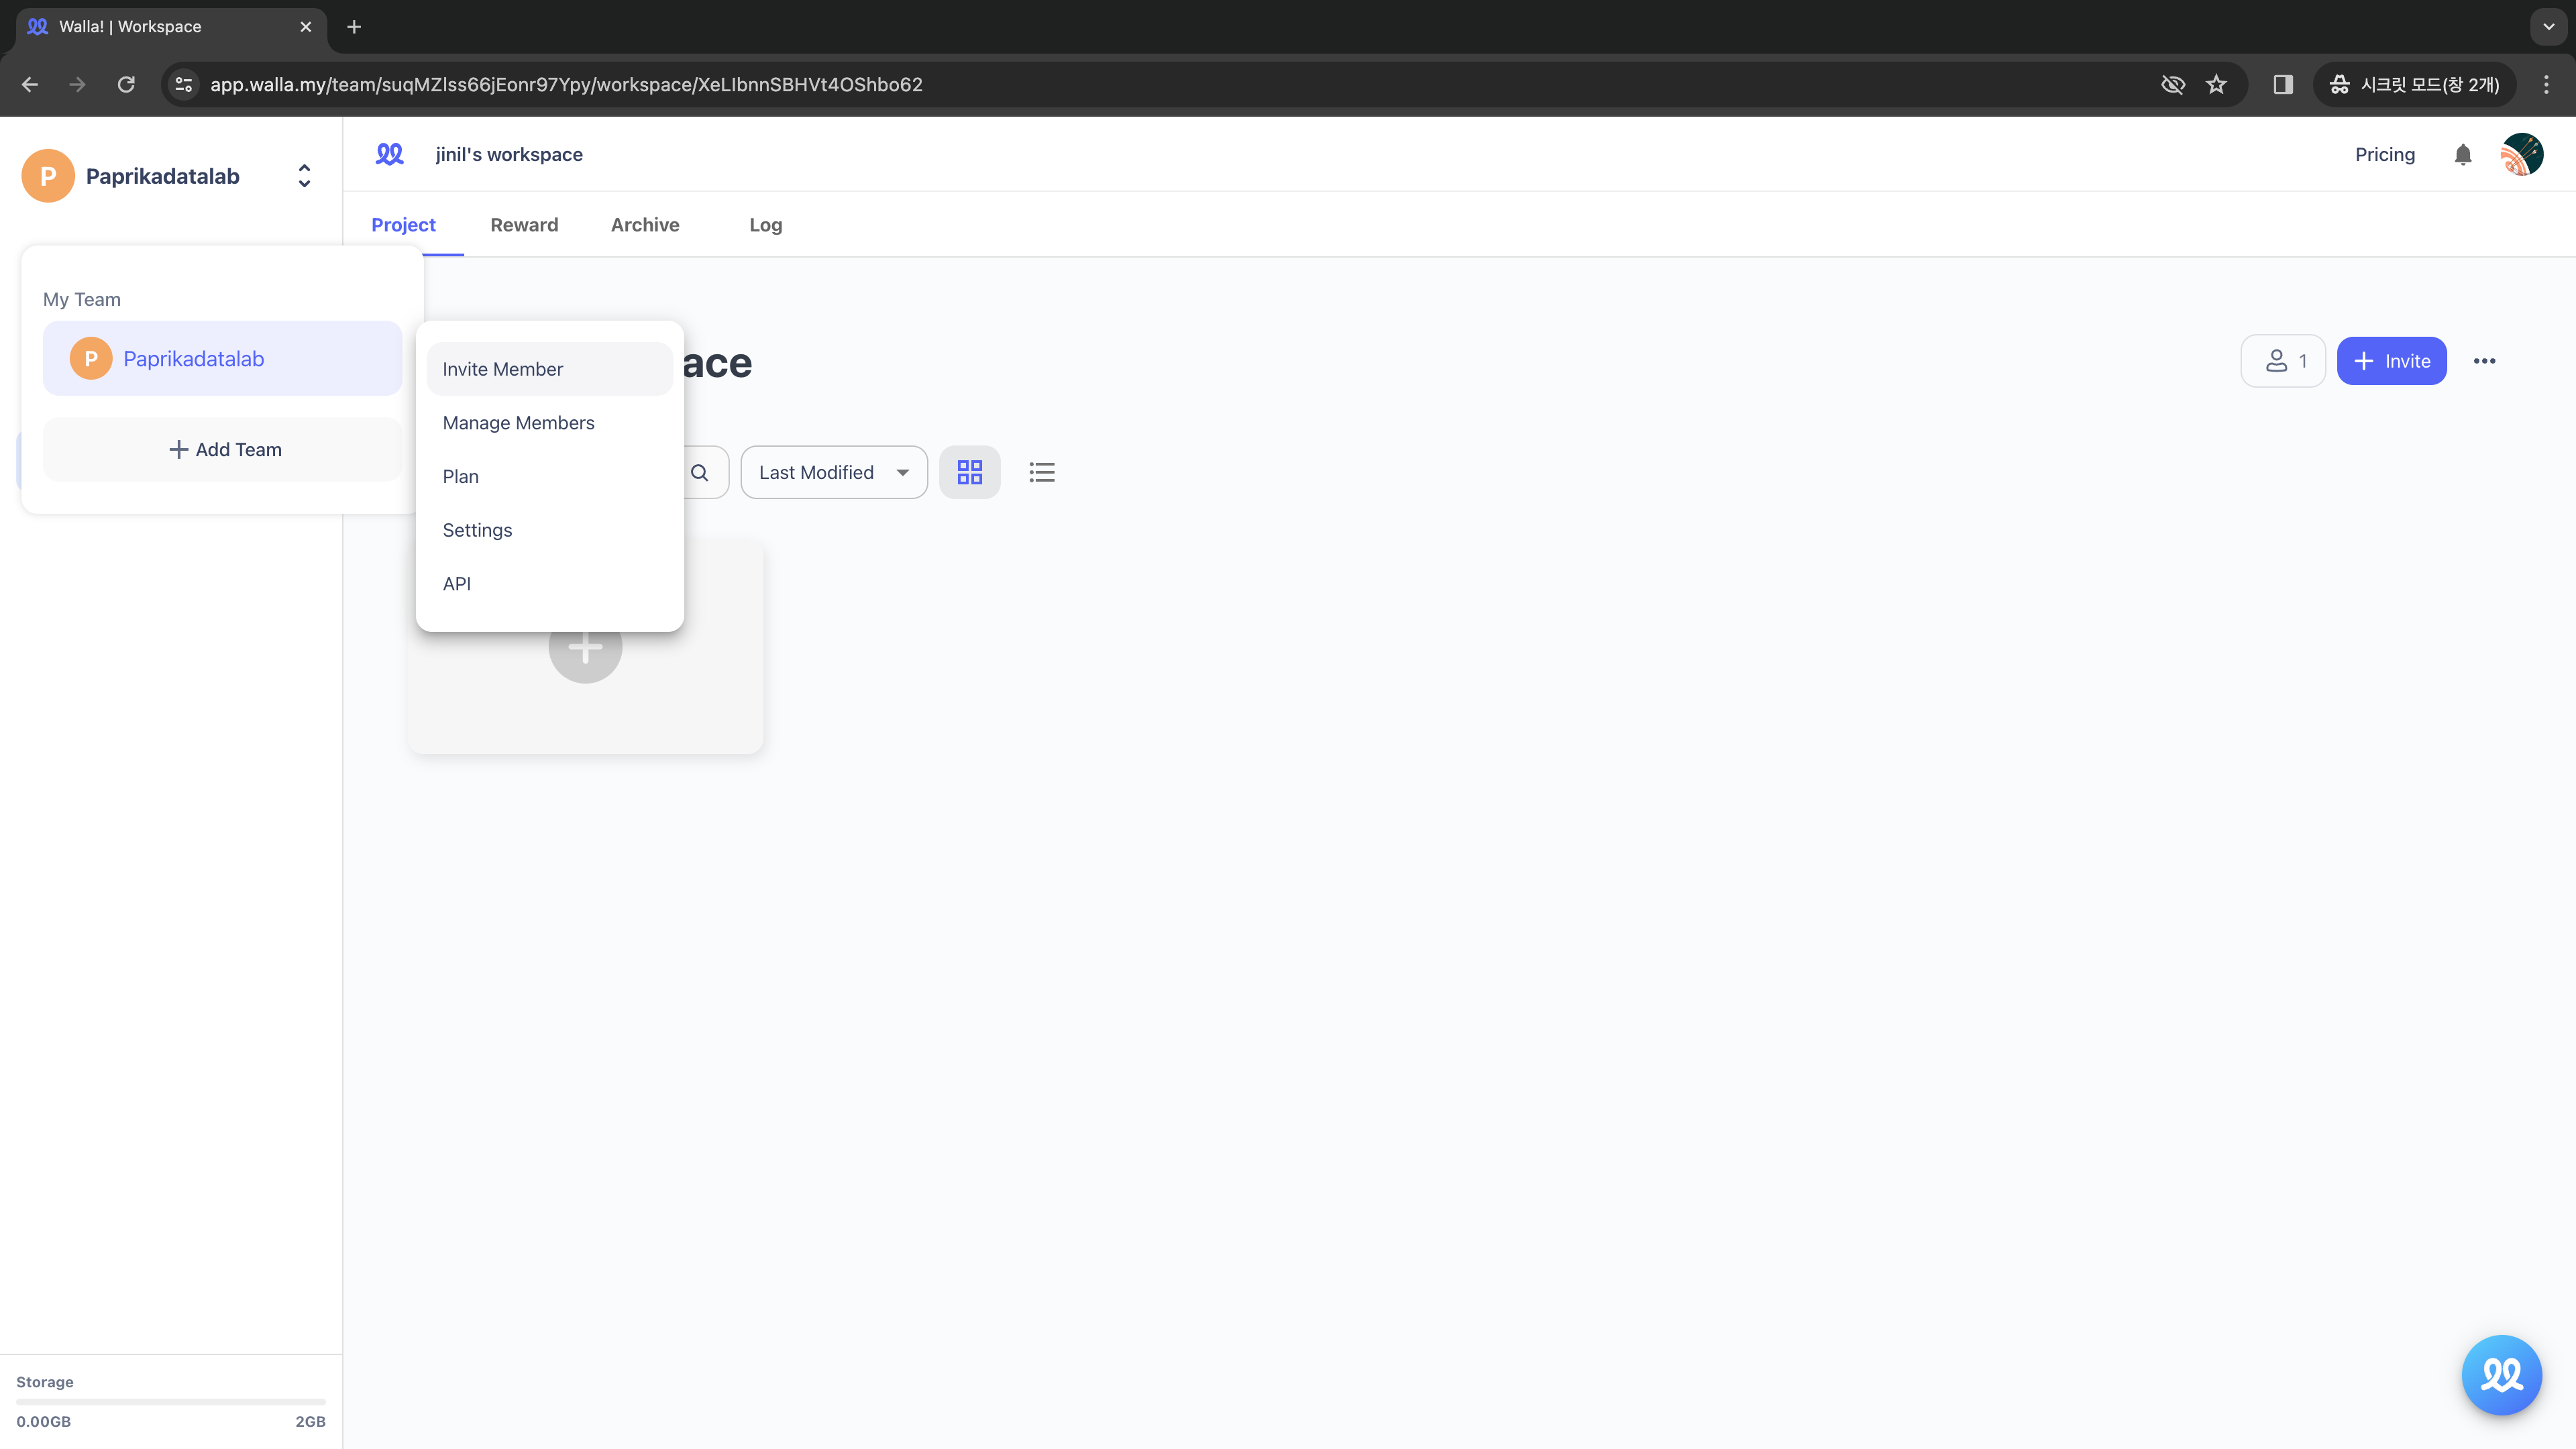 Walla! | Workspace
app.walla.my/team/suqMZlss66jEonr97Ypy/workspace/XeLIbnnSBHVt4OShbo62
시크릿 모드(창 2개)
P
Paprikadatalab
jinil's workspace
Pricing
Project
Reward
Archive
Log
My Team
P
Paprikadatalab
Add Team
Invite Member
Manage Members
Plan
Settings
API
ace
1
Invite
Last Modified
Storage
0.00GB
2GB